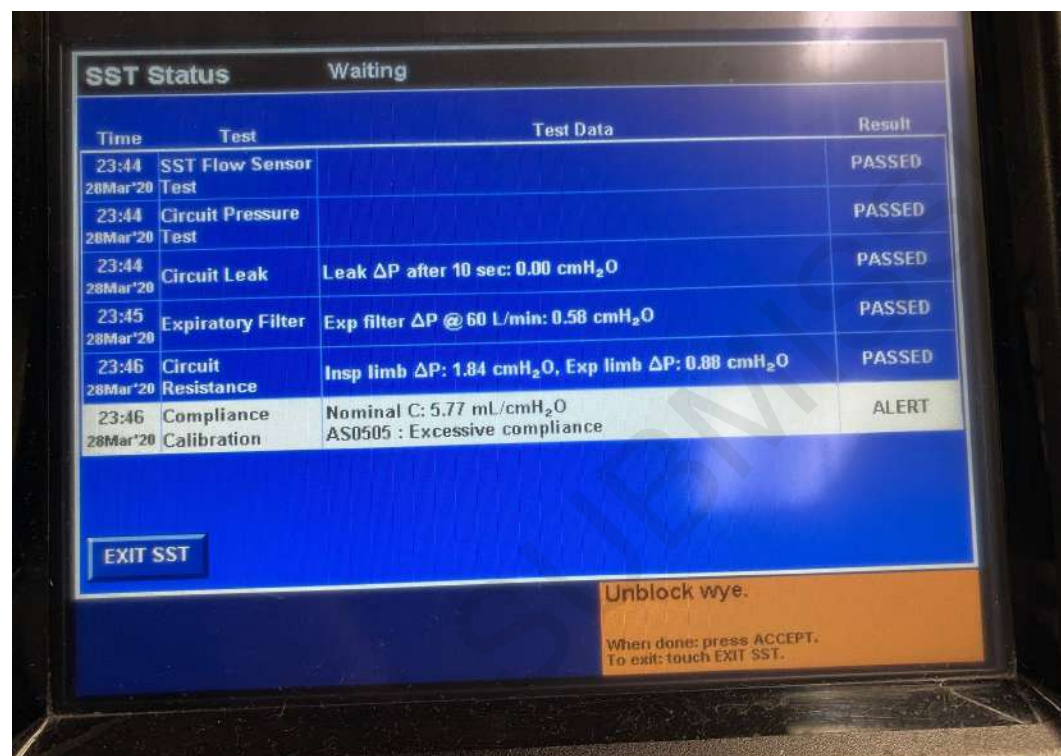 SST Status Waiting
Time Test Test Data Result
23:44 SST Flow Sensor PASSED
28Mar'20 Test
23:44 Circuit Pressure PASSED
28Mar'20 Test
23:44 Circuit Leak Leak ΔP after 10 sec: 0.00 cmH₂O PASSED
28Mar'20
23:45 Expiratory Filter Exp filter ΔP @ 60 L/min: 0.58 cmH₂O PASSED
28Mar'20
23:46 Circuit Insp limb ΔP: 1.84 cmH₂O, Exp limb ΔP: 0.88 cmH₂O PASSED
28Mar'20 Resistance
23:46 Compliance Nominal C: 5.77 mL/cmH₂O ALERT
28Mar'20 Calibration AS0505 : Excessive compliance
EXIT SST
Unblock wye.
When done: press ACCEPT.
To exit: touch EXIT SST.